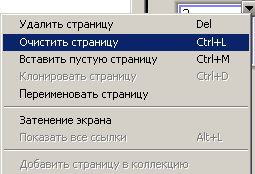 Удалить страницу Del
Очистить страницу Ctrl+L
Вставить пустую страницу Ctrl+M
Клонировать страницу Ctrl+D
Переименовать страницу
Затенение экрана
Показать все ссылки Alt+L
Добавить страницу в коллекцию